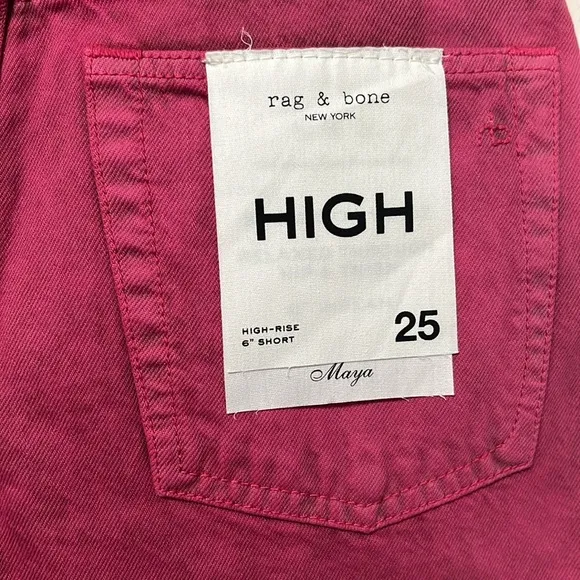 rag & bone
NEW YORK
HIGH
HIGH-RISE
6" SHORT
25
Maya